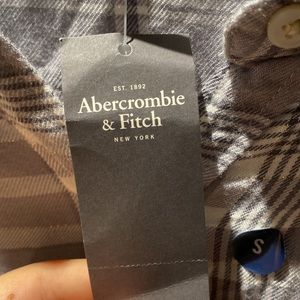 EST. 1892
Abercrombie
& Fitch
NEW YORK
S